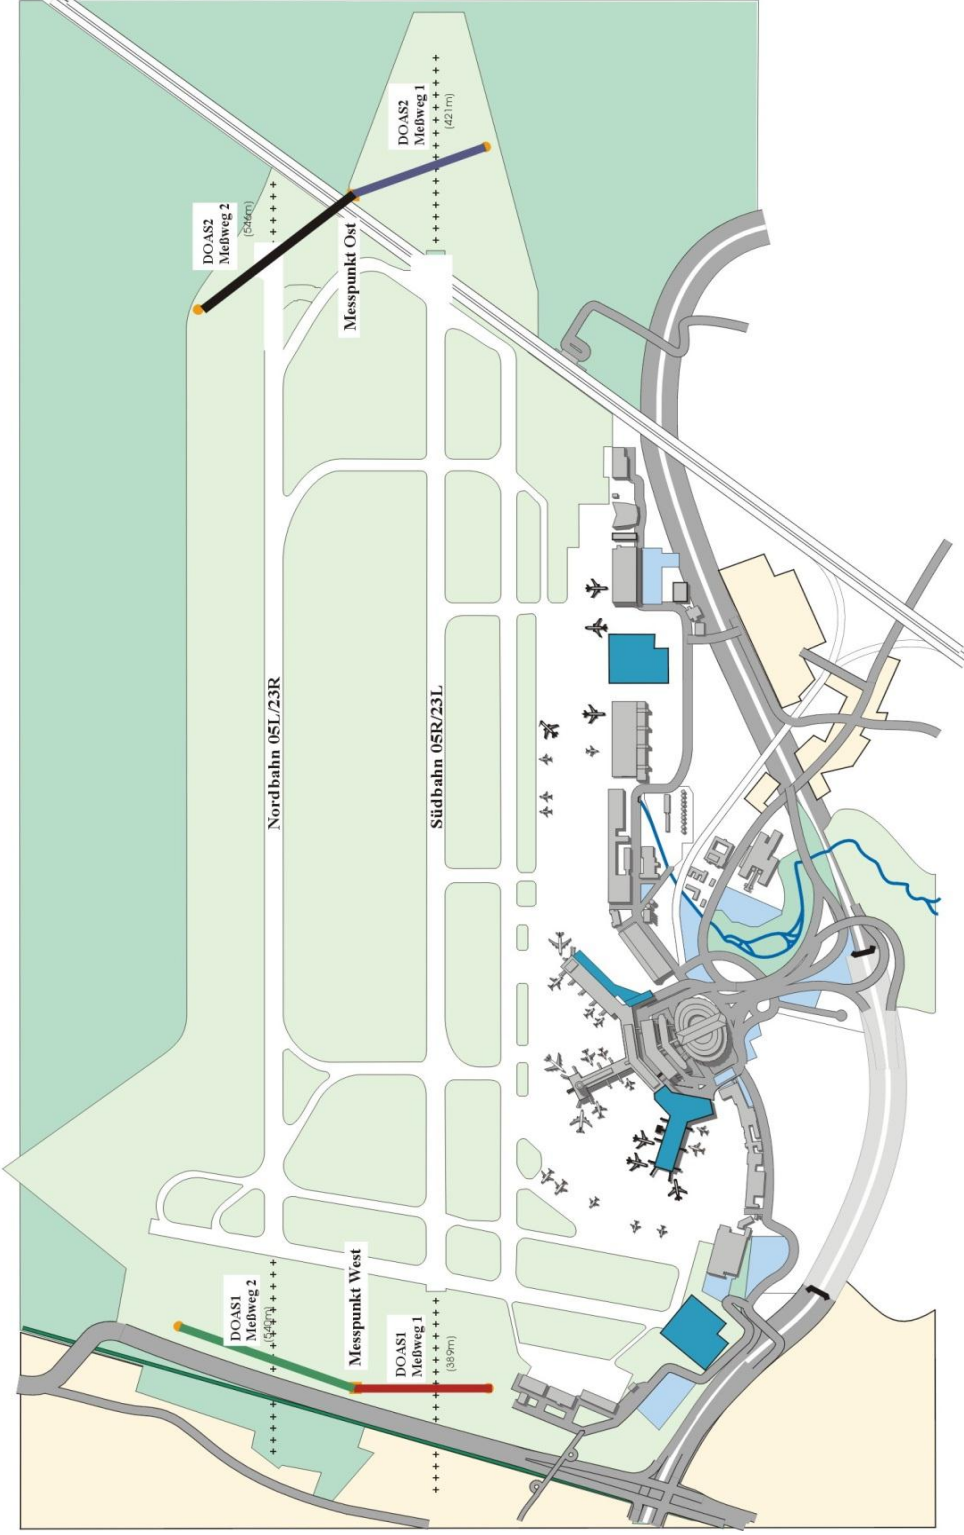 DOAS2
Meßweg 1
(421m)
DOAS2
Meßweg 2
(546m)
Messpunkt Ost
Nordbahn 05L/23R
Südbahn 05R/23L
DOAS1
Meßweg 2
(540m)
Messpunkt West
DOAS1
Meßweg 1
(389m)